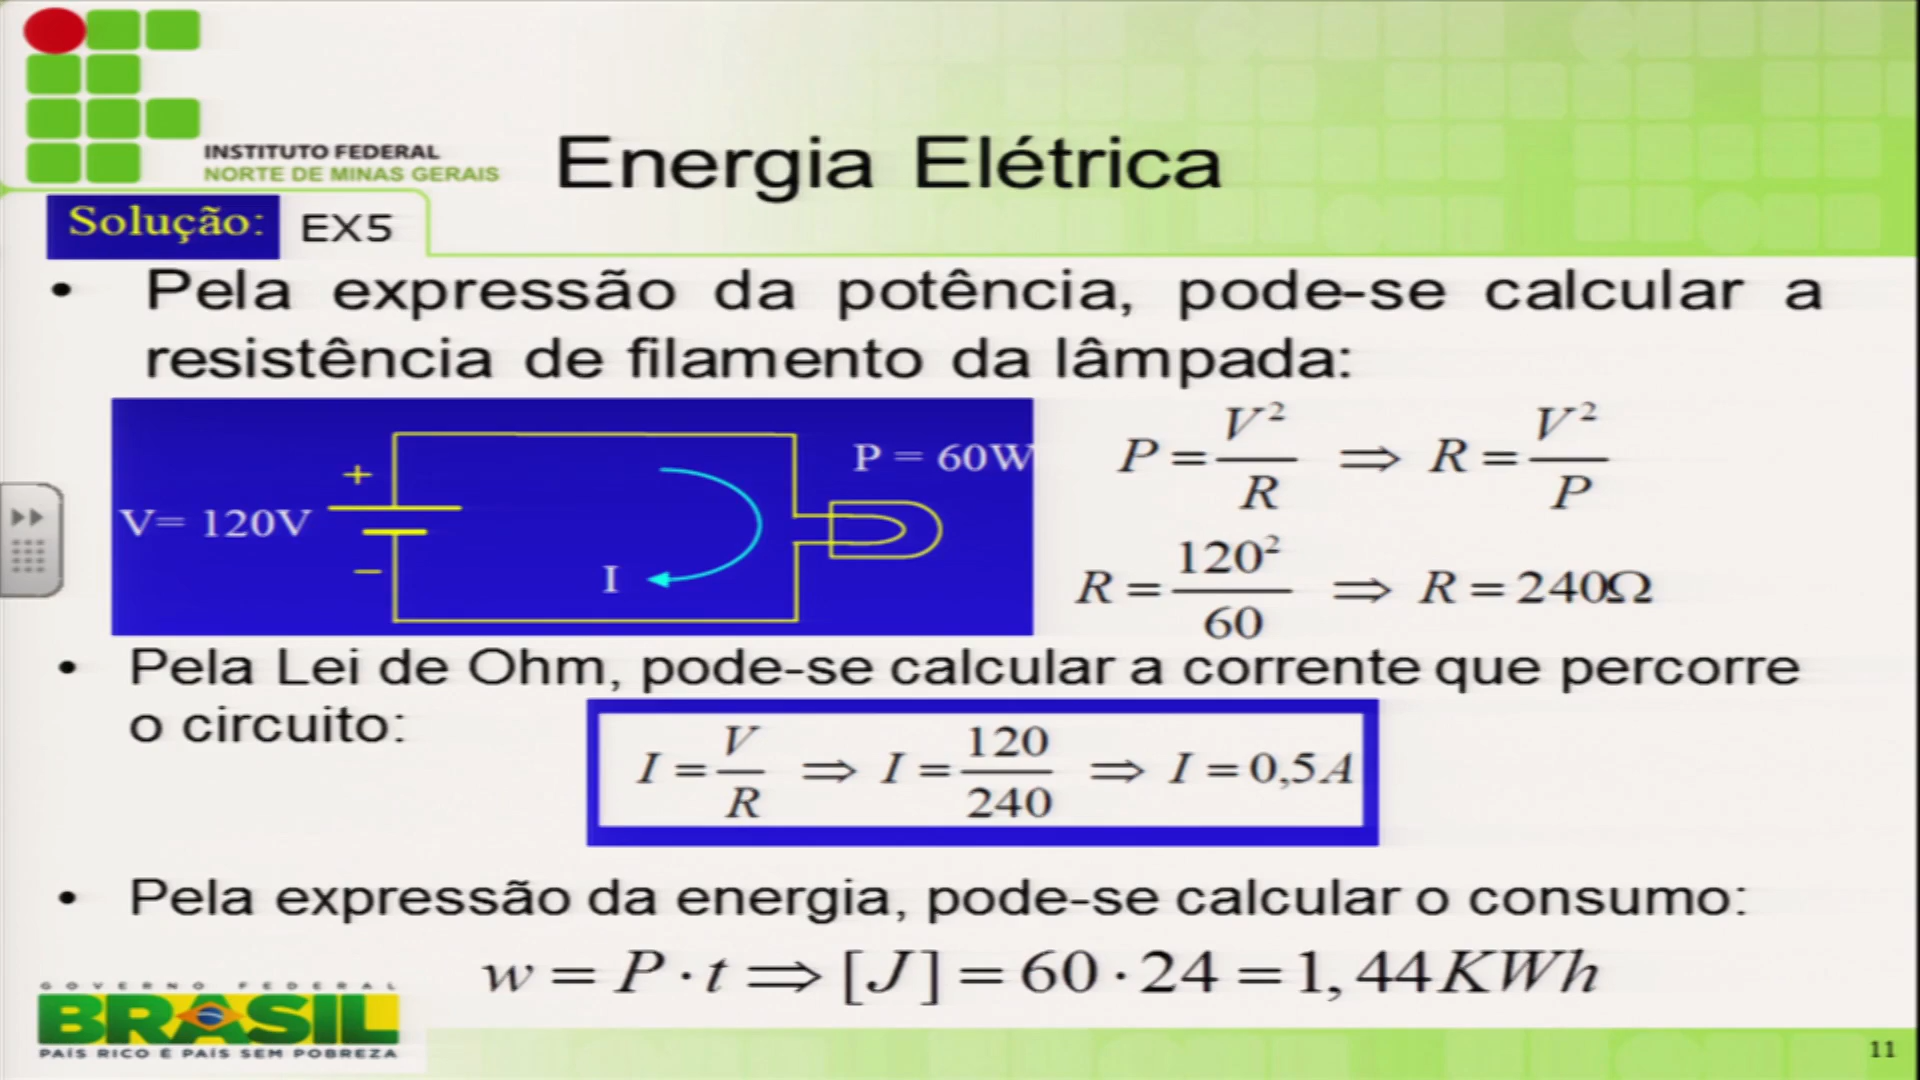 INSTITUTO FEDERAL
NORTE DE MINAS GERAIS
Energia Elétrica
Solução: EX5
• Pela expressão da potência, pode-se calcular a
resistência de filamento da lâmpada:
V= 120V
+
−
I
P = 60W
P = V²/R ⇒ R = V²/P
R = 120²/60 ⇒ R = 240Ω
• Pela Lei de Ohm, pode-se calcular a corrente que percorre
o circuito:
I = V/R ⇒ I = 120/240 ⇒ I = 0,5A
• Pela expressão da energia, pode-se calcular o consumo:
w = P · t ⇒ [J] = 60 · 24 = 1,44KWh
GOVERNO FEDERAL
BRASIL
PAÍS RICO É PAÍS SEM POBREZA
11